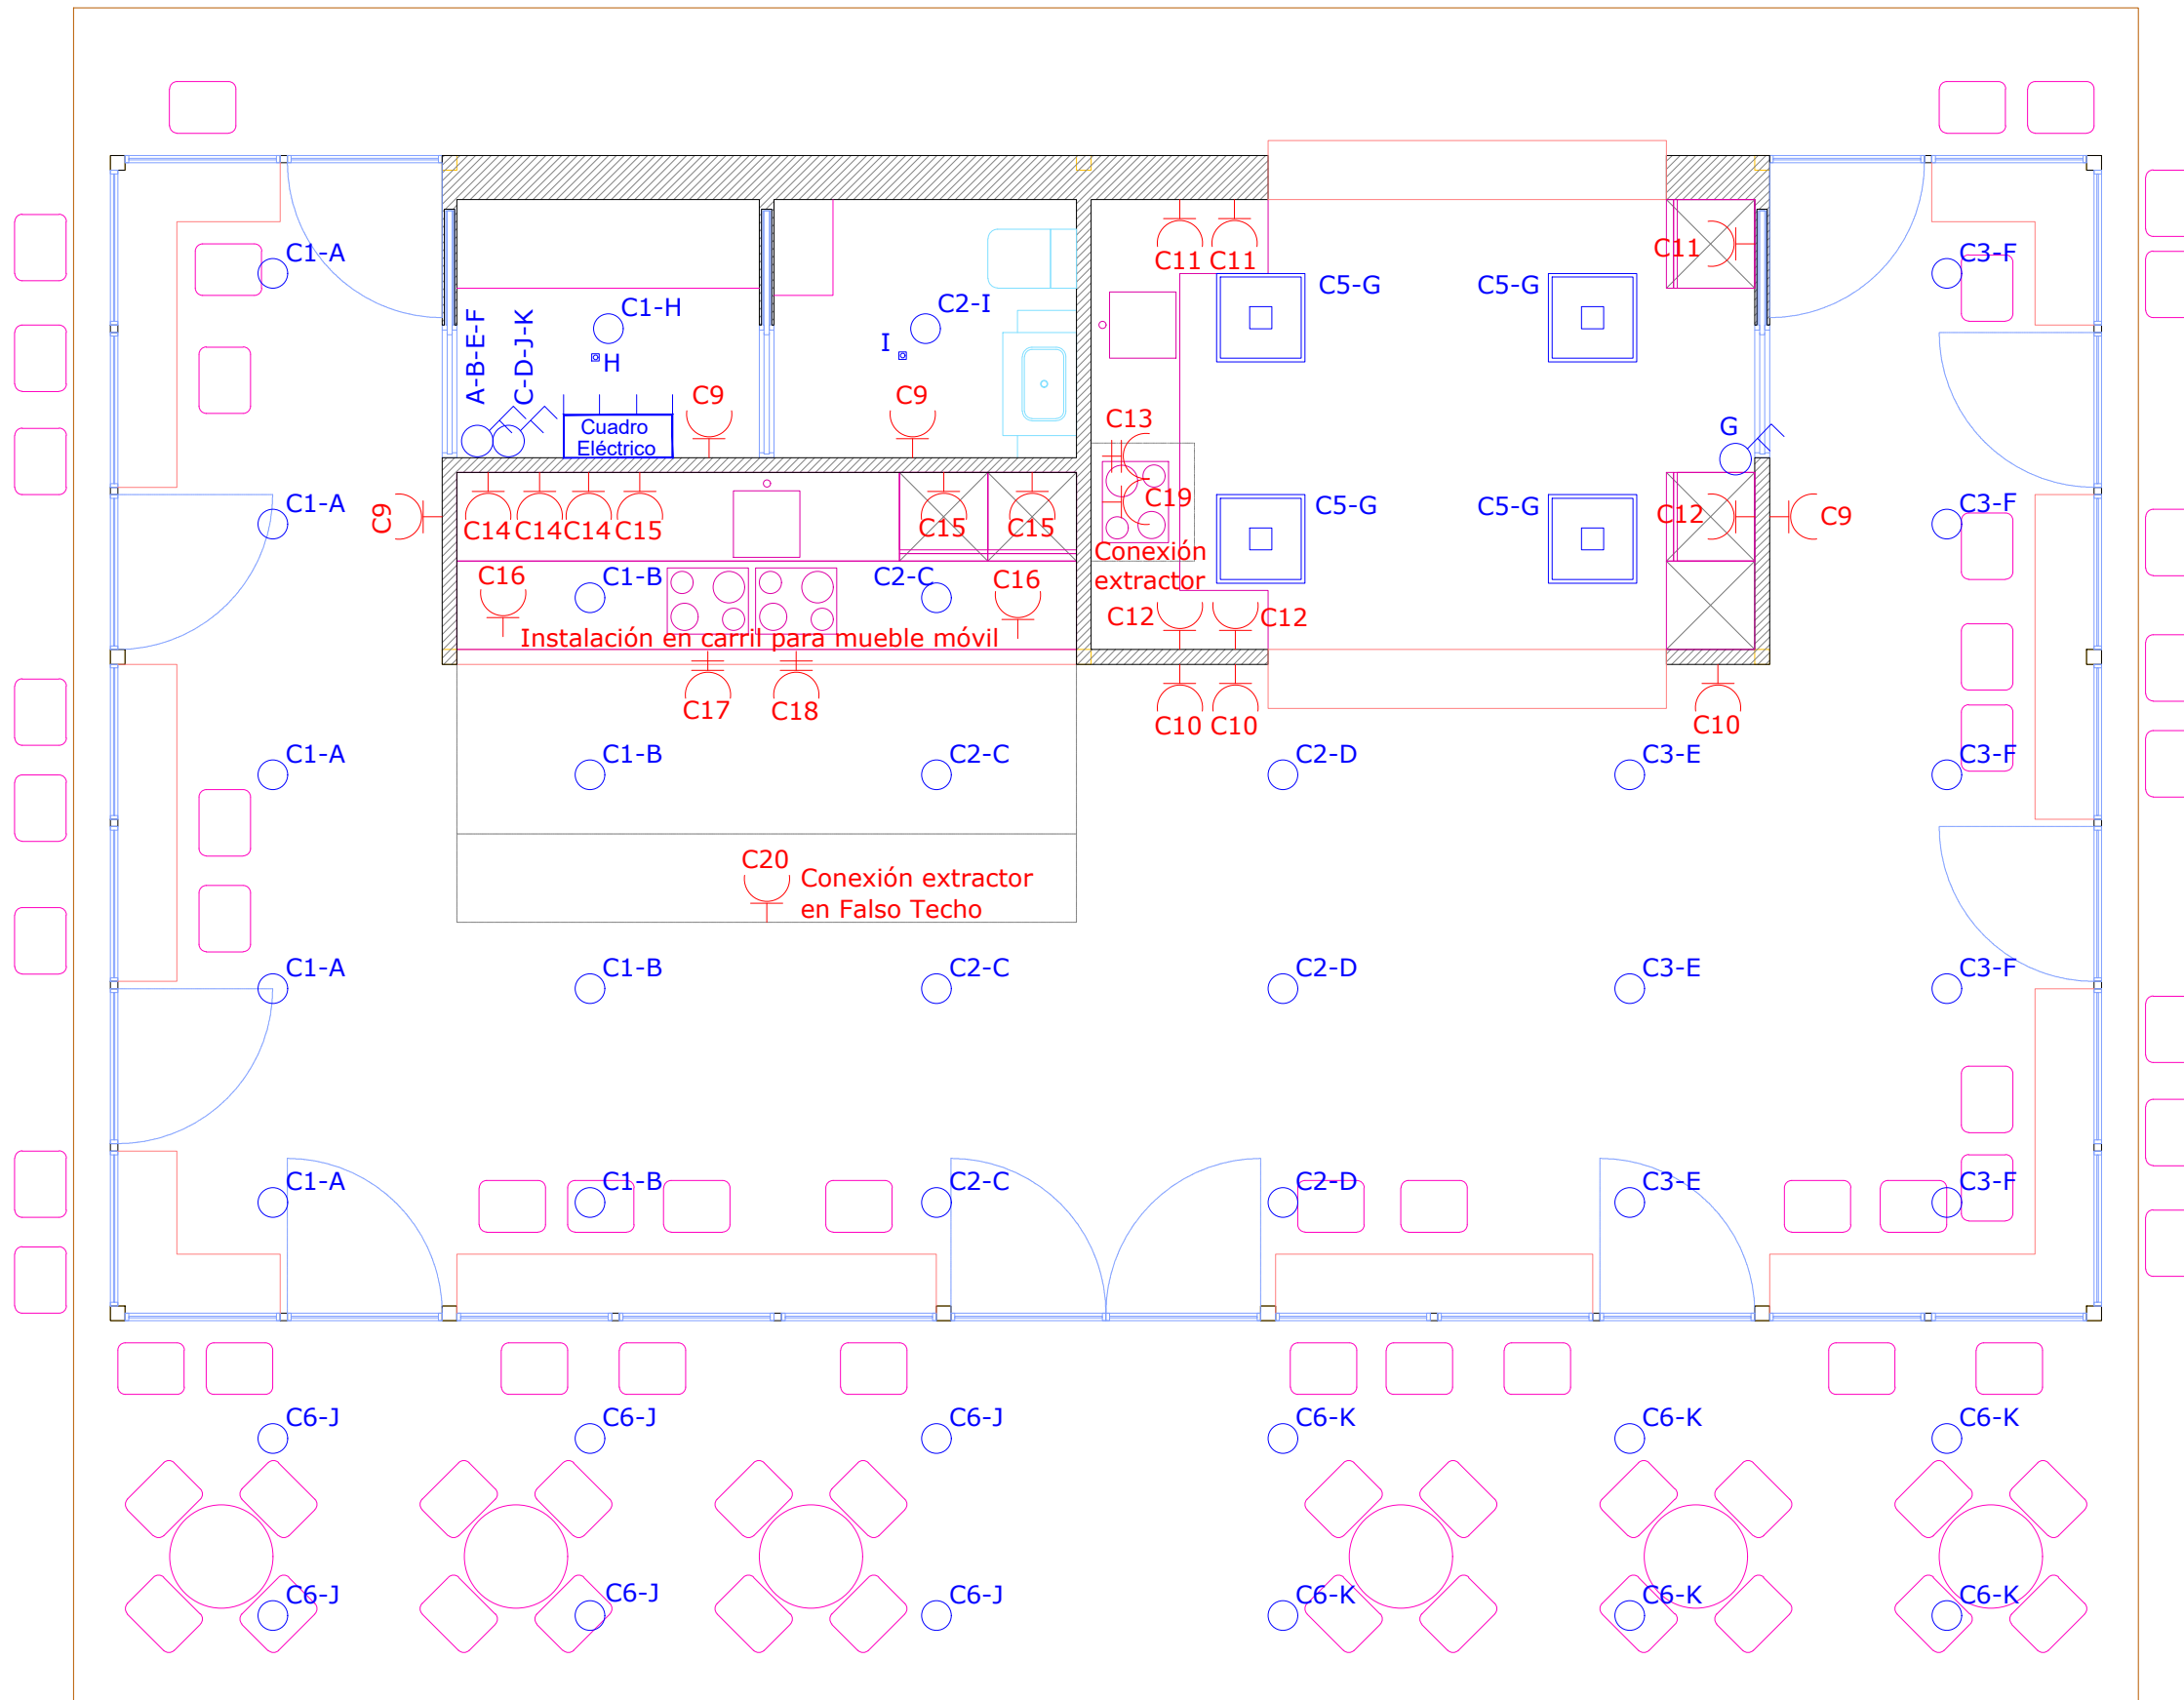 C1-A
C1-H
C2-I
C5-G
C5-G
C11
C11
C11
C3-F
A-B-E-F
C-D-J-K
H
I
C9
C9
Cuadro
Eléctrico
C13
G
C9
C1-A
C14
C14
C14
C15
C15
C15
C19
C5-G
C5-G
C12
C9
C3-F
Conexión
extractor
C16
C1-B
C2-C
C16
C12
C12
Instalación en carril para mueble móvil
C17
C18
C10
C10
C10
C1-A
C1-B
C2-C
C2-D
C3-E
C3-F
C20
Conexión extractor
en Falso Techo
C1-A
C1-B
C2-C
C2-D
C3-E
C3-F
C1-A
C1-B
C2-C
C2-D
C3-E
C3-F
C6-J
C6-J
C6-J
C6-K
C6-K
C6-K
C6-J
C6-J
C6-J
C6-K
C6-K
C6-K